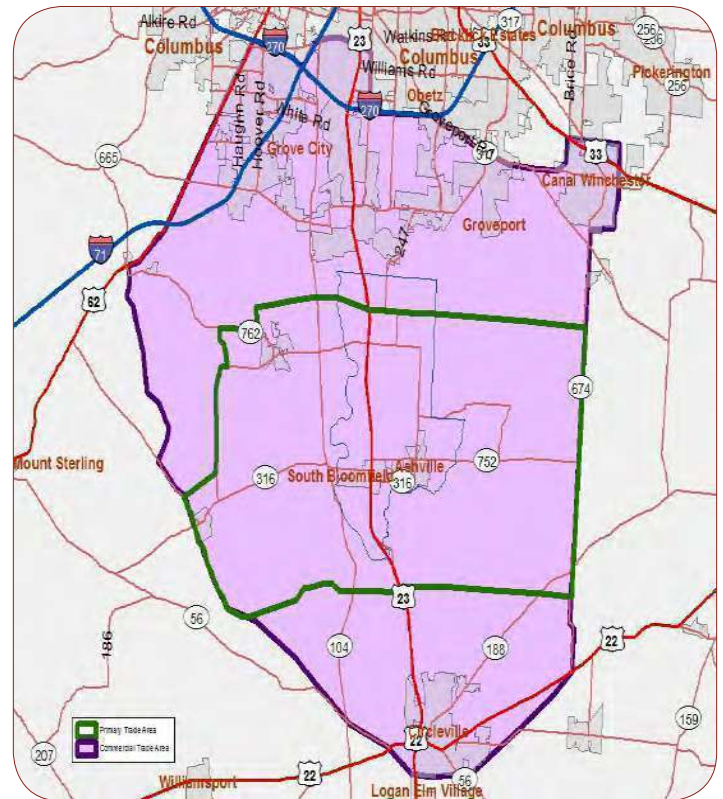 Alkire Rd
Columbus
270
23
Watkins Rd
33
317
Columbus
Columbus
256
Brice Rd
Pickerington
256
Williams Rd
Obetz
270
Haughn Rd
Hoover Rd
White Rd
Groveport Rd
317
665
Grove City
33
Canal Winchester
Groveport
247
71
62
762
674
Mount Sterling
316
South Bloomfield
Ashville
316
752
23
56
186
104
188
22
159
207
Circleville
22
22
56
Williamsport
Logan Elm Village
Primary Trade Area
Commercial Trade Area